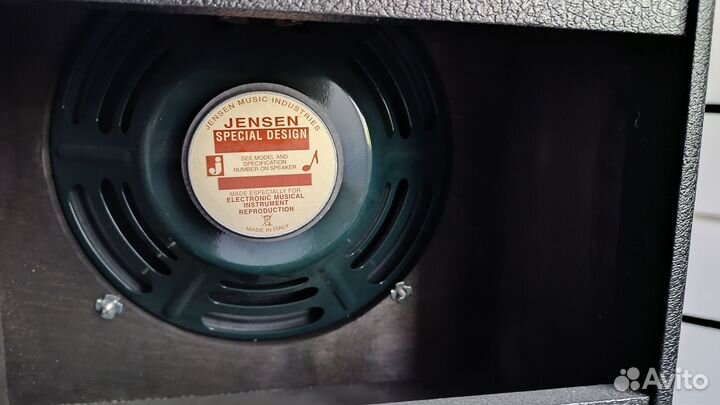 JENSEN MUSIC INDUSTRIES
JENSEN
SPECIAL DESIGN
j
SEE MODEL AND
SPECIFICATION
NUMBER ON SPEAKER
MADE ESPECIALLY FOR
ELECTRONIC MUSICAL
INSTRUMENT
REPRODUCTION
MADE IN ITALY
Avito